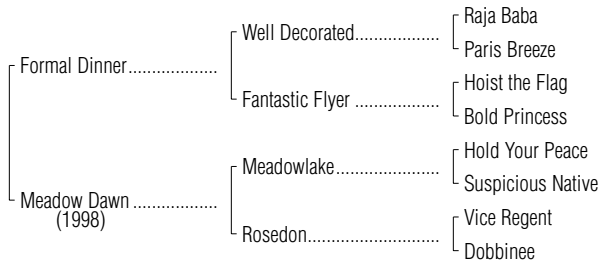 Raja Baba
Well Decorated...................
Paris Breeze
Formal Dinner....................
Hoist the Flag
Fantastic Flyer ...................
Bold Princess
Hold Your Peace
Meadowlake.......................
Suspicious Native
Meadow Dawn ...................
(1998)
Vice Regent
Rosedon.............................
Dobbinee